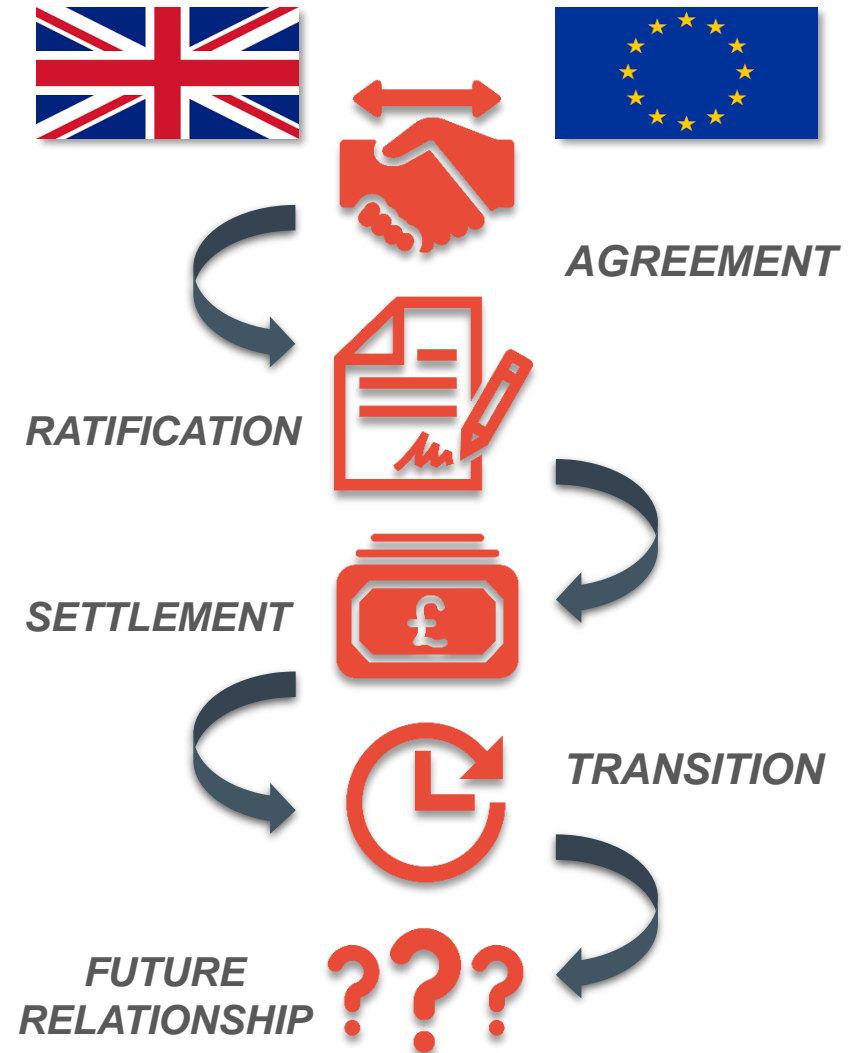 AGREEMENT
RATIFICATION
£
SETTLEMENT
TRANSITION
???
FUTURE
RELATIONSHIP